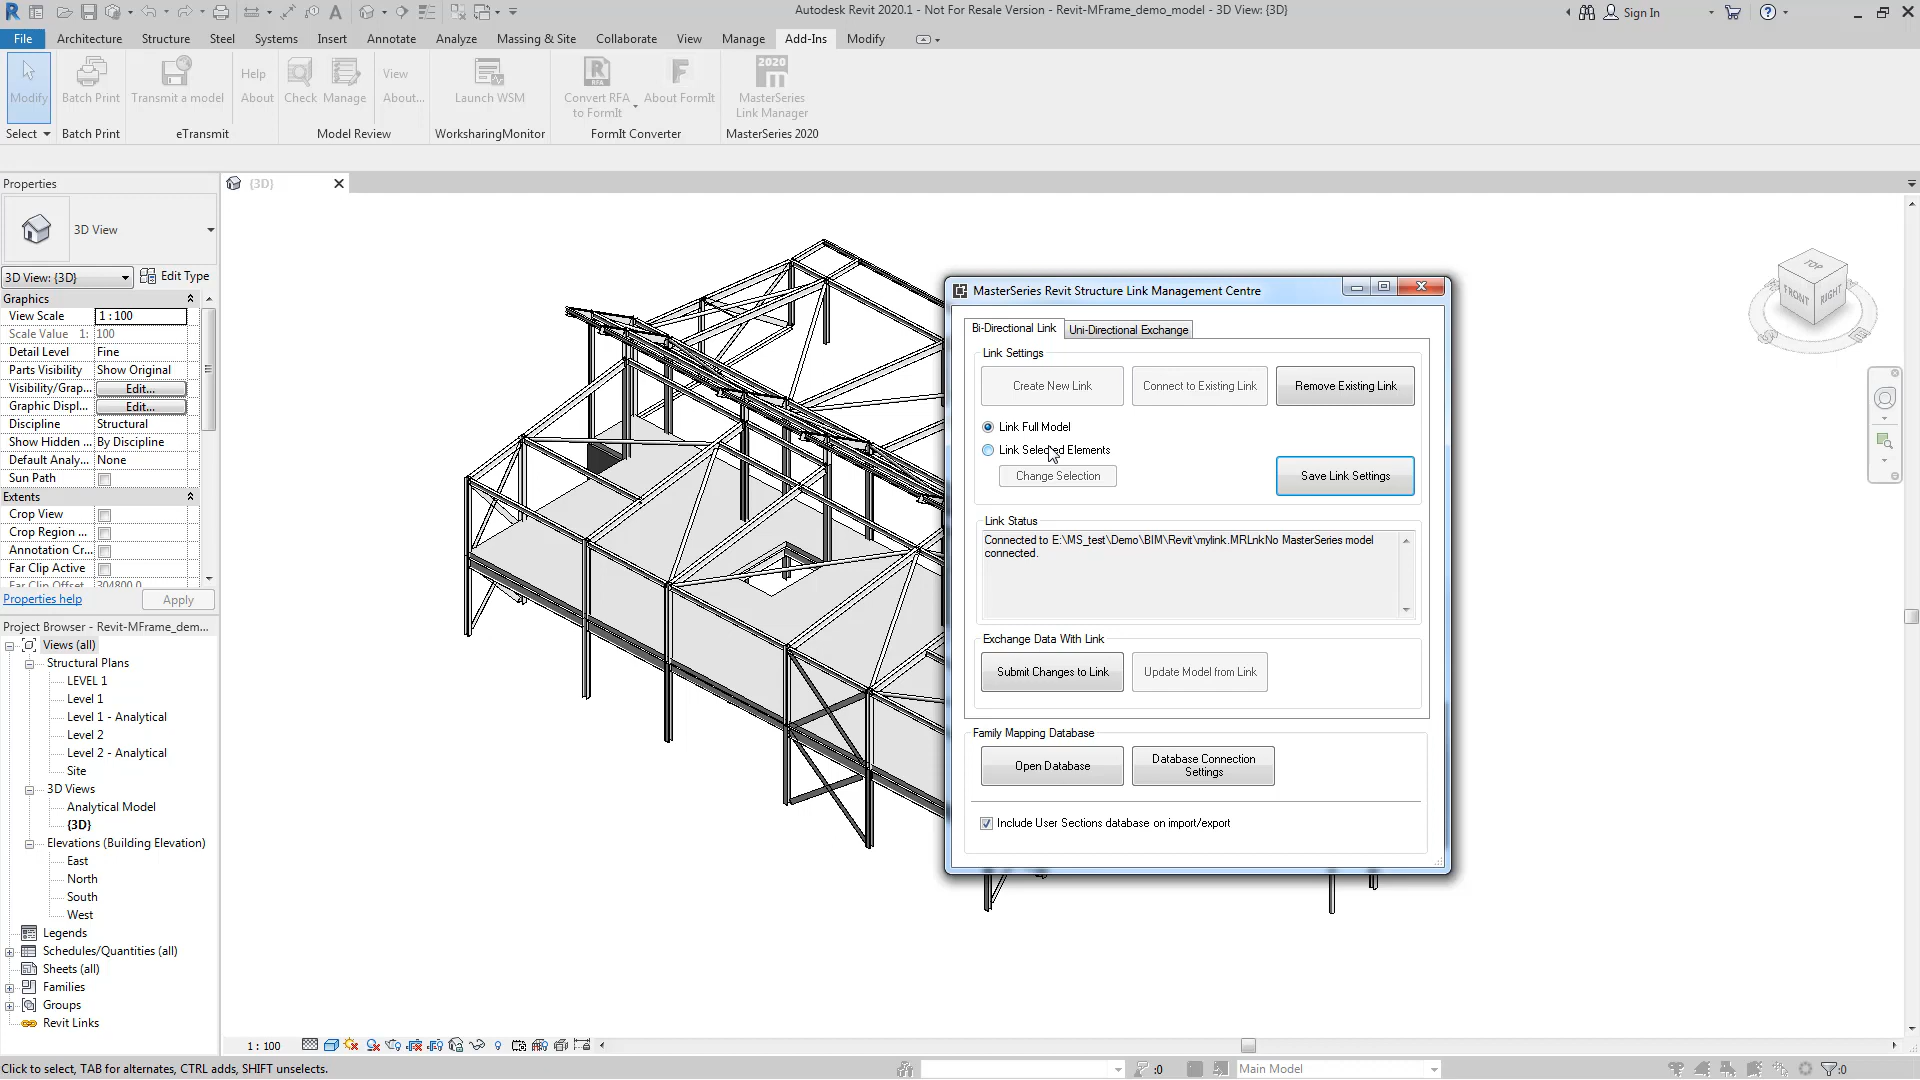 Autodesk Revit 2020.1 - Not For Resale Version - Revit-MFrame_demo_model - 3D View: {3D}
Sign In
File Architecture Structure Steel Systems Insert Annotate Analyze Massing & Site Collaborate View Manage Add-Ins Modify
Modify
Batch Print
Transmit a model
Help
About
Check
Manage
View
About...
Launch WSM
Convert RFA
to FormIt
About FormIt
2020
MasterSeries
Link Manager
Select
Batch Print
eTransmit
Model Review
WorksharingMonitor
FormIt Converter
MasterSeries 2020
Properties
{3D}
3D View
3D View: {3D}
Edit Type
Graphics
View Scale 1 : 100
Scale Value 1: 100
Detail Level Fine
Parts Visibility Show Original
Visibility/Grap... Edit...
Graphic Displ... Edit...
Discipline Structural
Show Hidden ... By Discipline
Default Analy... None
Sun Path
Extents
Crop View
Crop Region ...
Annotation Cr...
Far Clip Active
Far Clip Offset 304800.0
Properties help
Apply
Project Browser - Revit-MFrame_dem...
Views (all)
Structural Plans
LEVEL 1
Level 1
Level 1 - Analytical
Level 2
Level 2 - Analytical
Site
3D Views
Analytical Model
{3D}
Elevations (Building Elevation)
East
North
South
West
Legends
Schedules/Quantities (all)
Sheets (all)
Families
Groups
Revit Links
TOP
FRONT
RIGHT
MasterSeries Revit Structure Link Management Centre
Bi-Directional Link
Uni-Directional Exchange
Link Settings
Create New Link
Connect to Existing Link
Remove Existing Link
Link Full Model
Link Selected Elements
Change Selection
Save Link Settings
Link Status
Connected to E:\MS_test\Demo\BIM\Revit\mylink.MRLnkNo MasterSeries model
connected.
Exchange Data With Link
Submit Changes to Link
Update Model from Link
Family Mapping Database
Open Database
Database Connection
Settings
Include User Sections database on import/export
1 : 100
Click to select, TAB for alternates, CTRL adds, SHIFT unselects.
:0
Main Model
:0